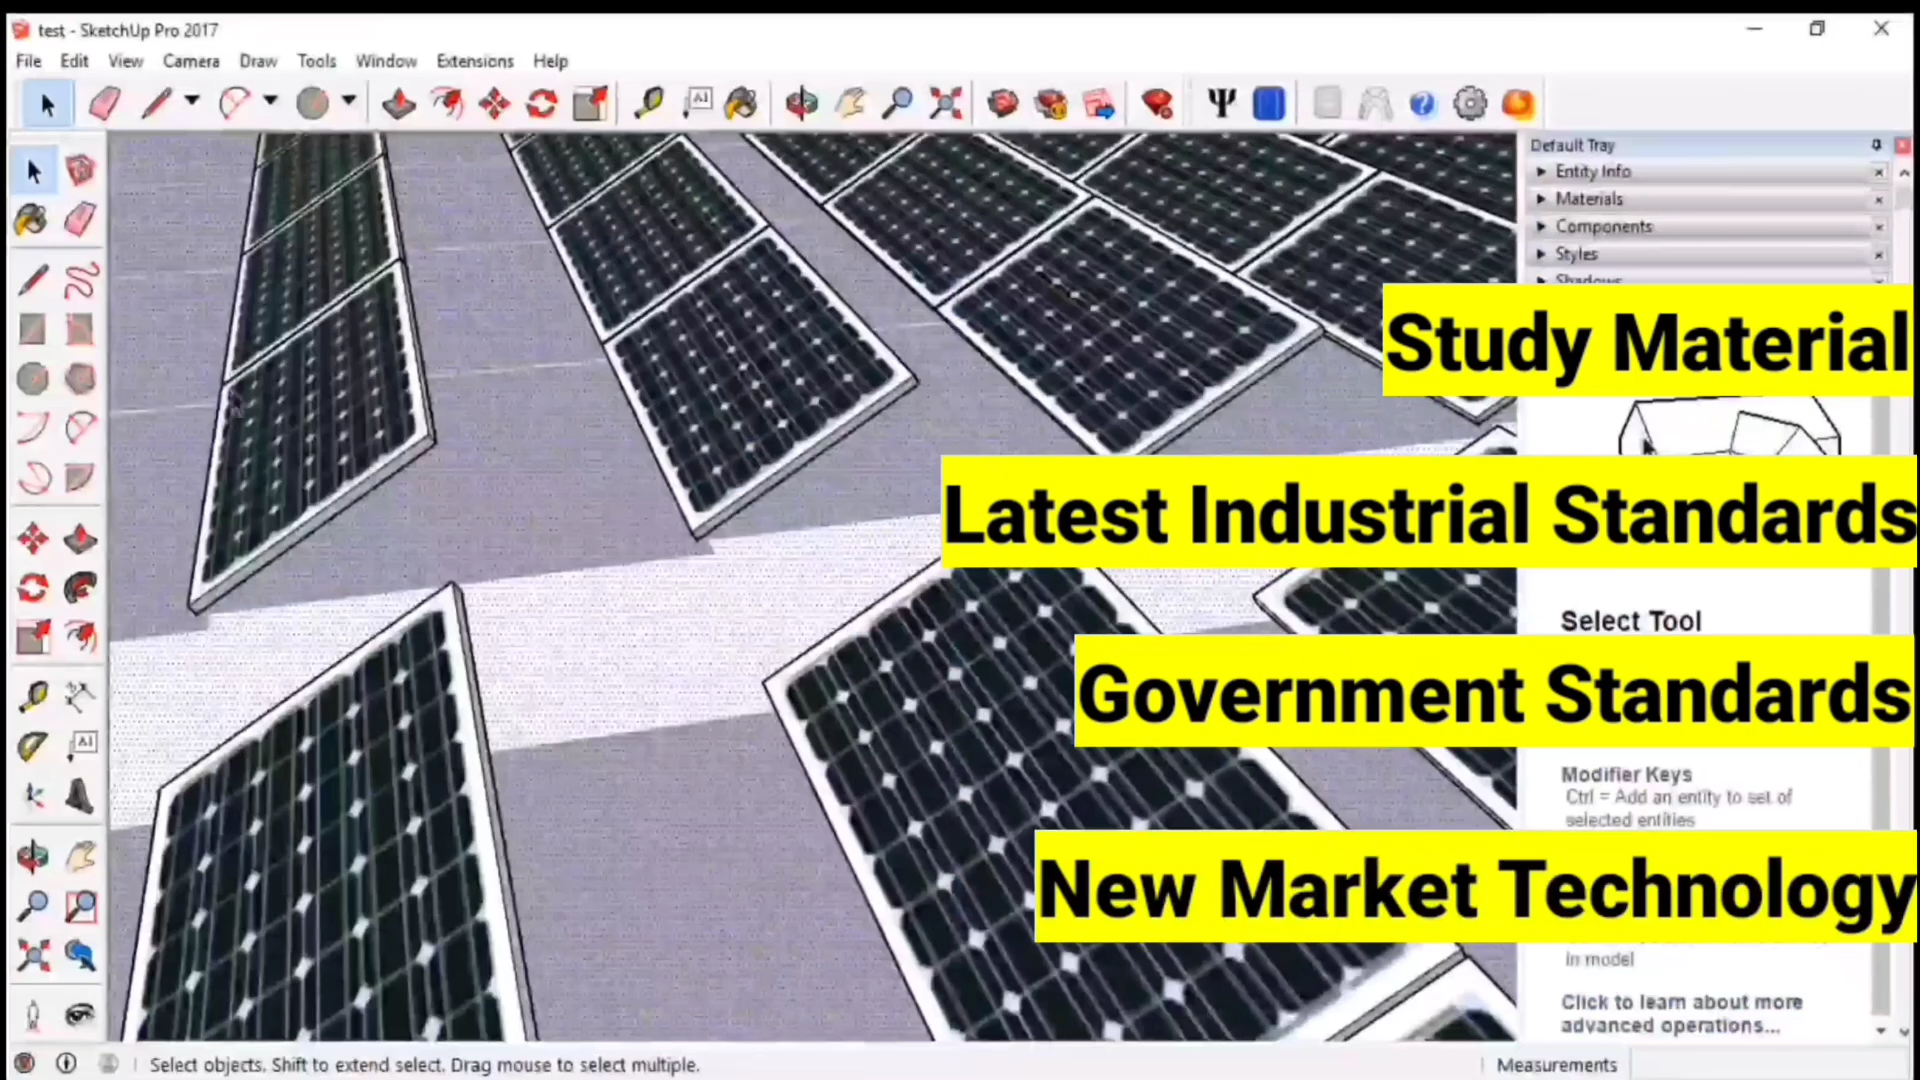 test - SketchUp Pro 2017
File Edit View Camera Draw Tools Window Extensions Help
Default Tray
Entity Info
Materials
Components
Styles
Shadows
Study Material
Latest Industrial Standards
Select Tool
Government Standards
Modifier Keys
Ctrl = Add an entity to set of
selected entities
New Market Technology
in model
Click to learn about more
advanced operations...
Select objects. Shift to extend select. Drag mouse to select multiple.
Measurements